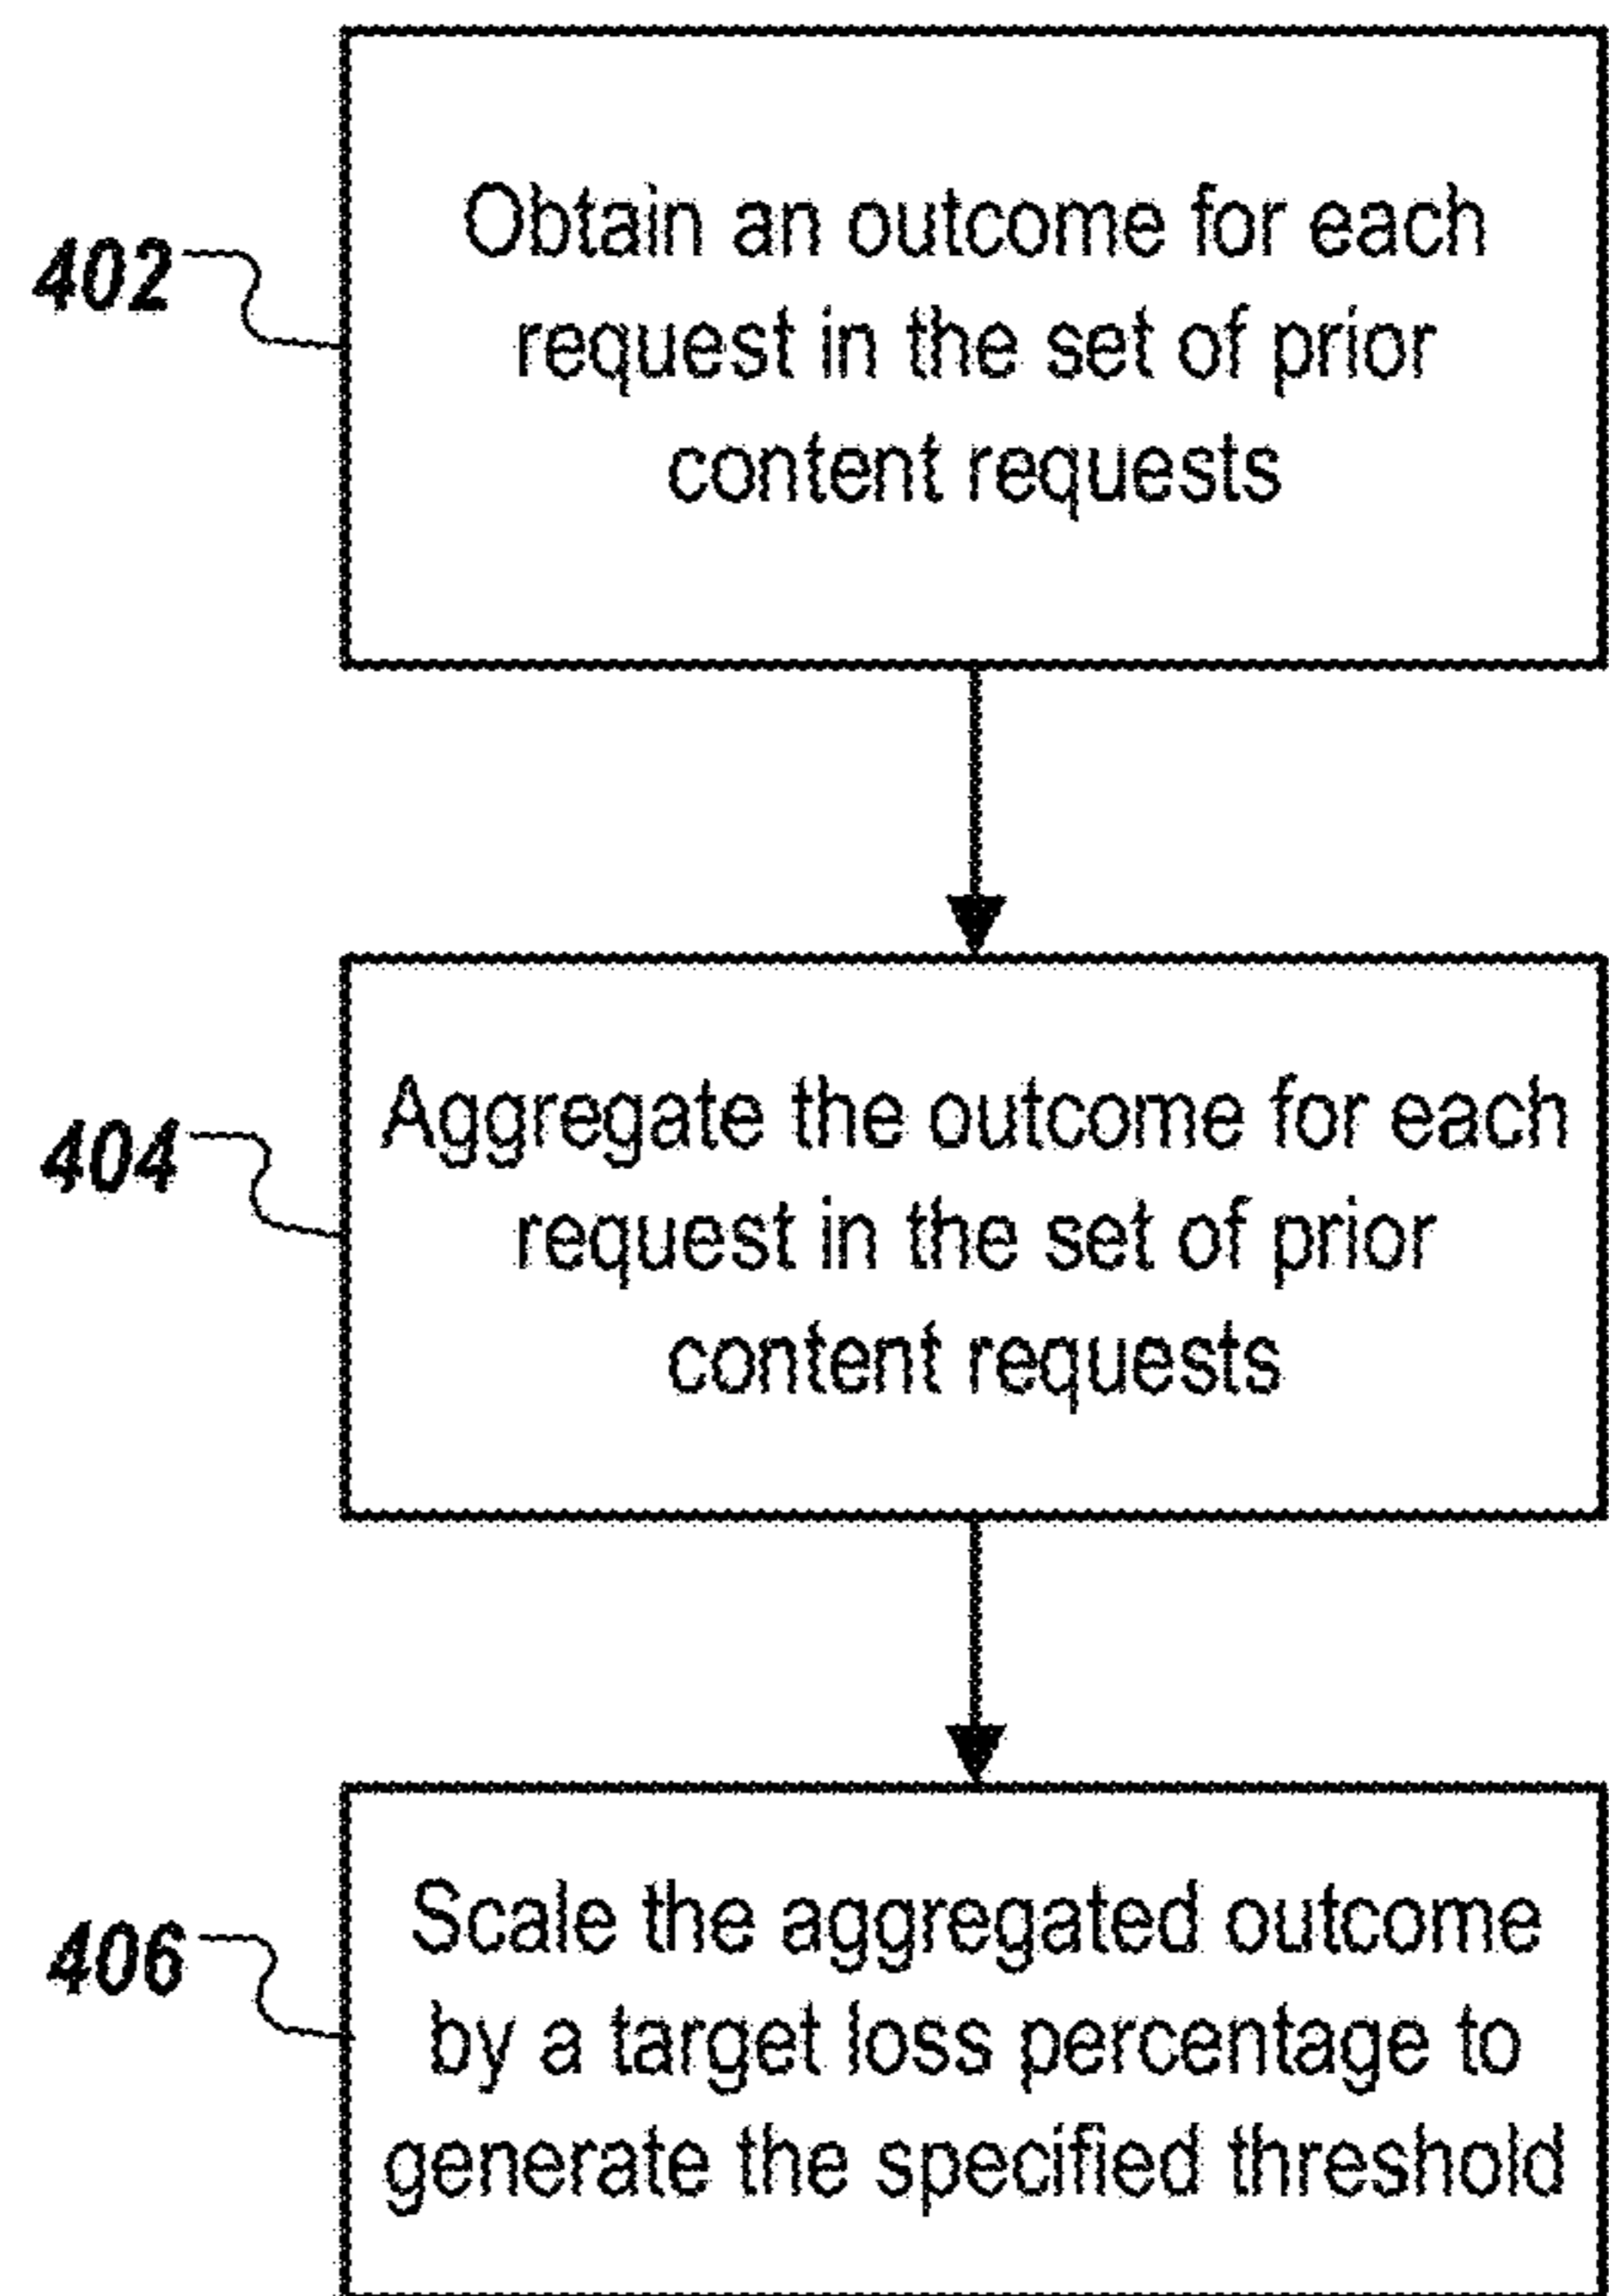 402
Obtain an outcome for each
request in the set of prior
content requests
404
Aggregate the outcome for each
request in the set of prior
content requests
406
Scale the aggregated outcome
by a target loss percentage to
generate the specified threshold